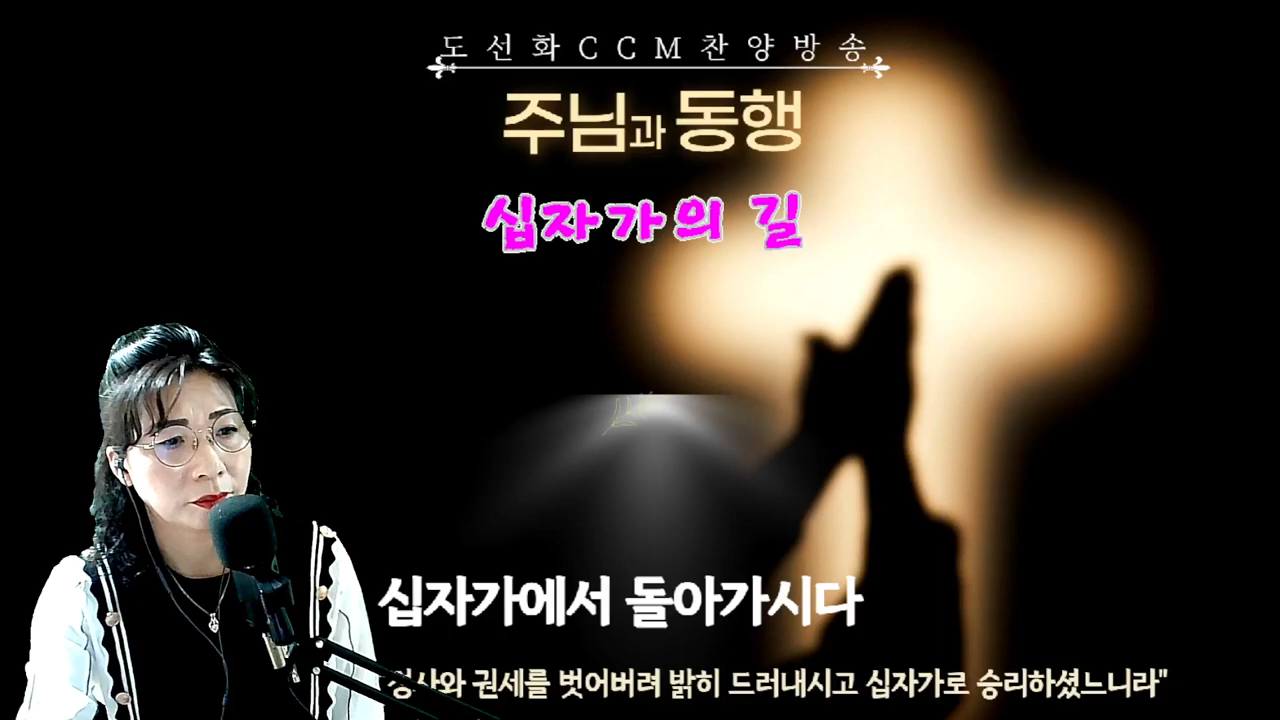 도선화CCM찬양방송
주님과 동행
십자가의 길
십자가에서 돌아가시다
권세를 벗어버려 밝히 드러내시고 십자가로 승리하셨느니라"